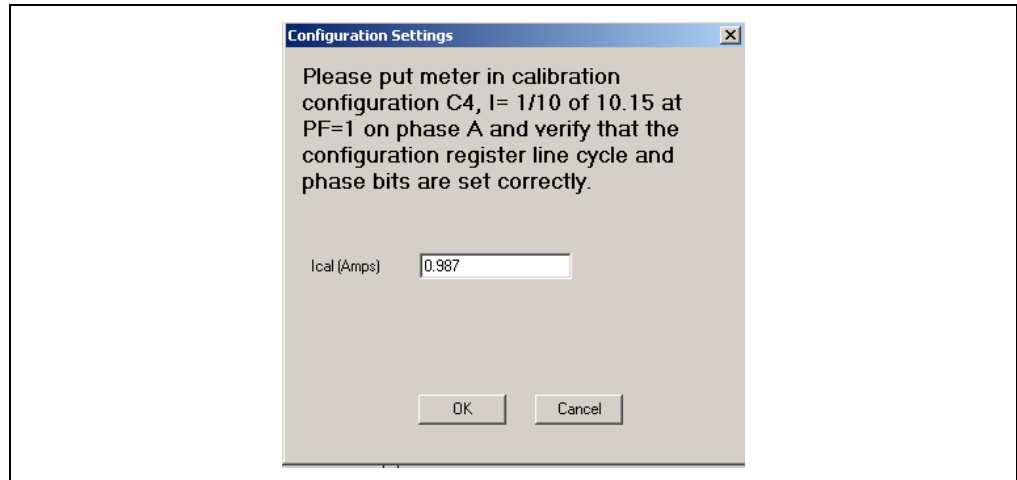 Configuration Settings
Please put meter in calibration
configuration C4, I= 1/10 of 10.15 at
PF=1 on phase A and verify that the
configuration register line cycle and
phase bits are set correctly.
Ical (Amps) 0.987
OK Cancel